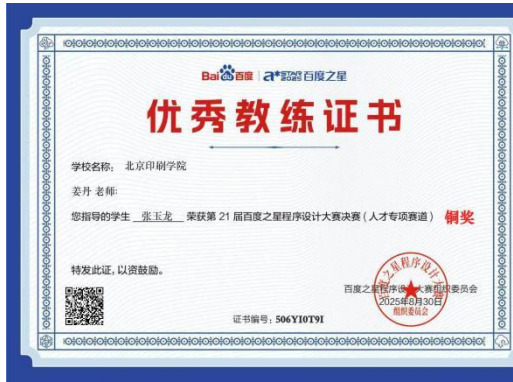 Bai百度 百度之星
优秀教练证书
学校名称： 北京印刷学院
姜丹 老师:
您指导的学生 张玉龙 荣获第 21 届百度之星程序设计大赛决赛（人才专项赛道） 铜奖
特发此证，以资鼓励。
百度之星程序设计大赛组织委员会
2025年8月30日
组织委员会
证书编号：506YI0T9I